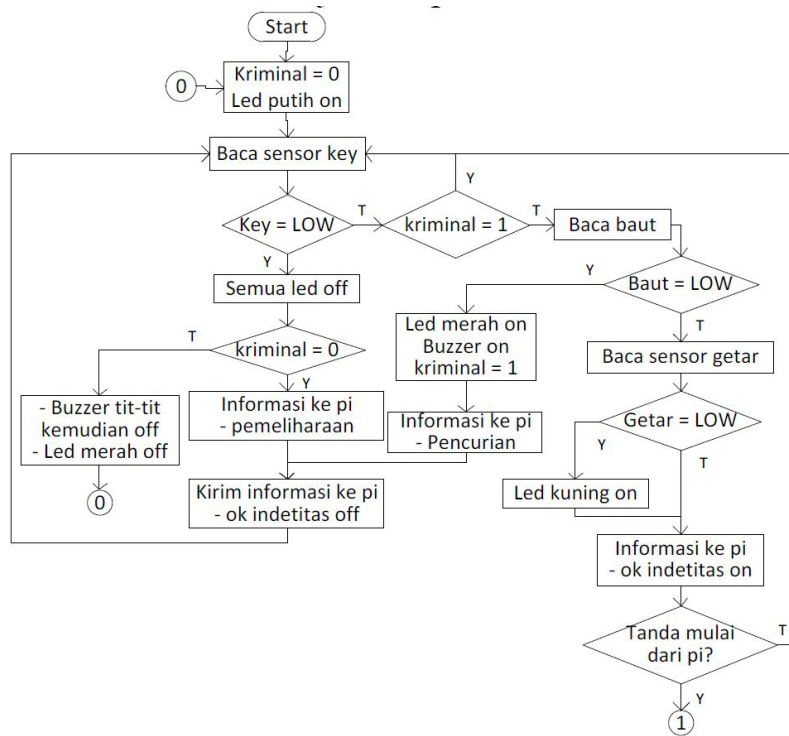 Start
0
Kriminal = 0
Led putih on
Baca sensor key
Y
Key = LOW
T
kriminal = 1
T
Baca baut
Y
Semua led off
Y
Baut = LOW
T
Led merah on
Buzzer on
kriminal = 1
T
kriminal = 0
Y
Baca sensor getar
- Buzzer tit-tit
kemudian off
- Led merah off
Informasi ke pi
- pemeliharaan
Informasi ke pi
- Pencurian
Getar = LOW
Y
T
0
Kirim informasi ke pi
- ok indetitas off
Led kuning on
Informasi ke pi
- ok indetitas on
Tanda mulai
dari pi?
T
Y
1